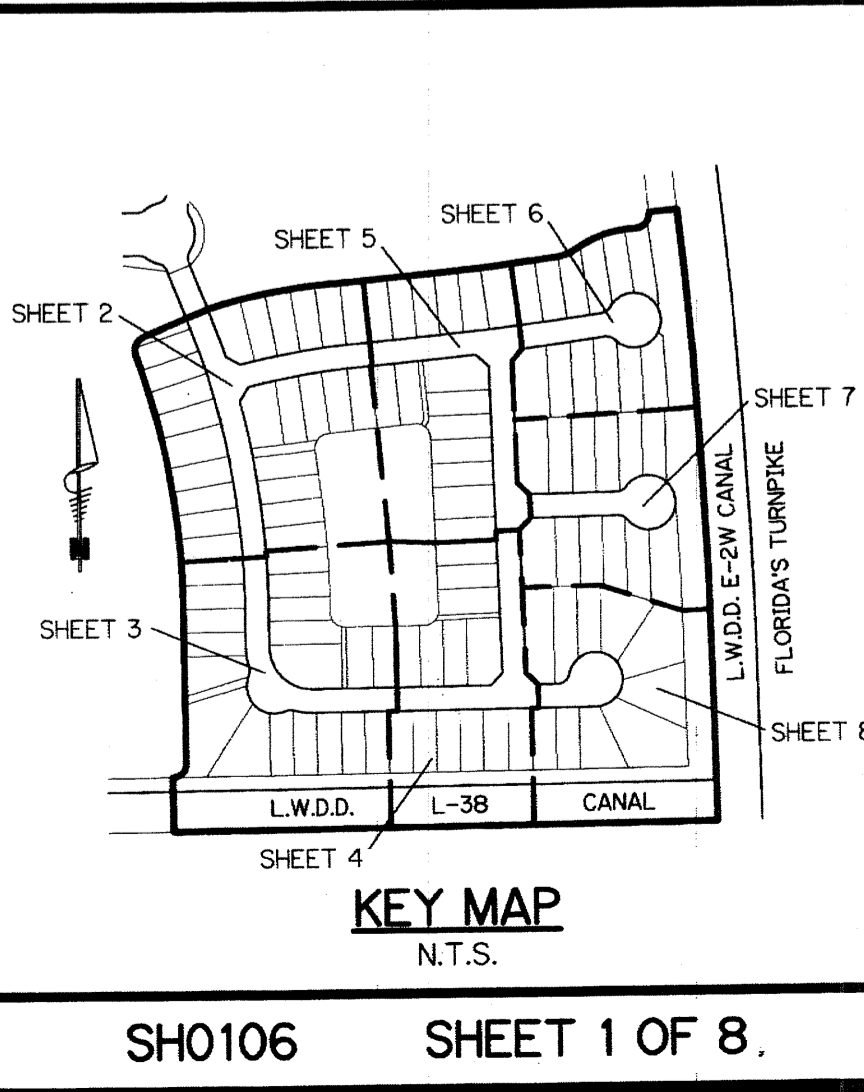 SHEET 6
SHEET 5
SHEET 2
SHEET 7
L.W.D.D. E-2W CANAL
FLORIDA'S TURNPIKE
SHEET 3
SHEET 8
L.W.D.D. L-38 CANAL
SHEET 4
KEY MAP
N.T.S.
SH0106 SHEET 1 OF 8